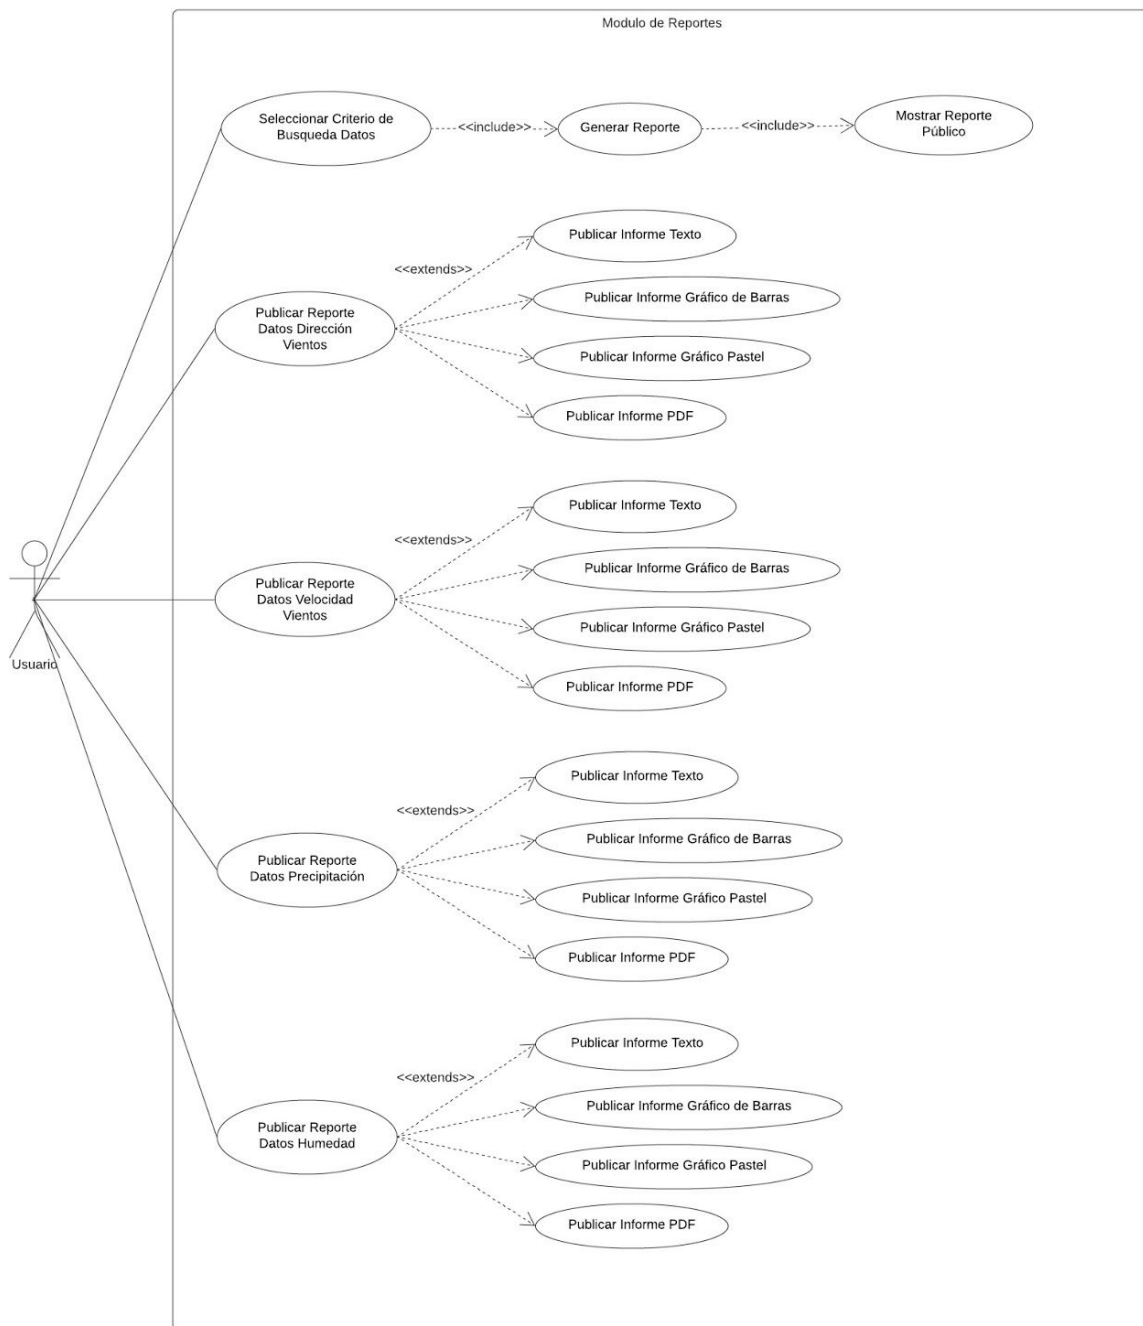 Modulo de Reportes
Seleccionar Criterio de
Busqueda Datos
<<include>>
Generar Reporte
<<include>>
Mostrar Reporte
Público
Publicar Informe Texto
<<extends>>
Publicar Informe Gráfico de Barras
Publicar Reporte
Datos Dirección
Vientos
Publicar Informe Gráfico Pastel
Publicar Informe PDF
Publicar Informe Texto
<<extends>>
Publicar Informe Gráfico de Barras
Publicar Reporte
Datos Velocidad
Vientos
Publicar Informe Gráfico Pastel
Usuario
Publicar Informe PDF
Publicar Informe Texto
<<extends>>
Publicar Informe Gráfico de Barras
Publicar Reporte
Datos Precipitación
Publicar Informe Gráfico Pastel
Publicar Informe PDF
Publicar Informe Texto
<<extends>>
Publicar Informe Gráfico de Barras
Publicar Reporte
Datos Humedad
Publicar Informe Gráfico Pastel
Publicar Informe PDF